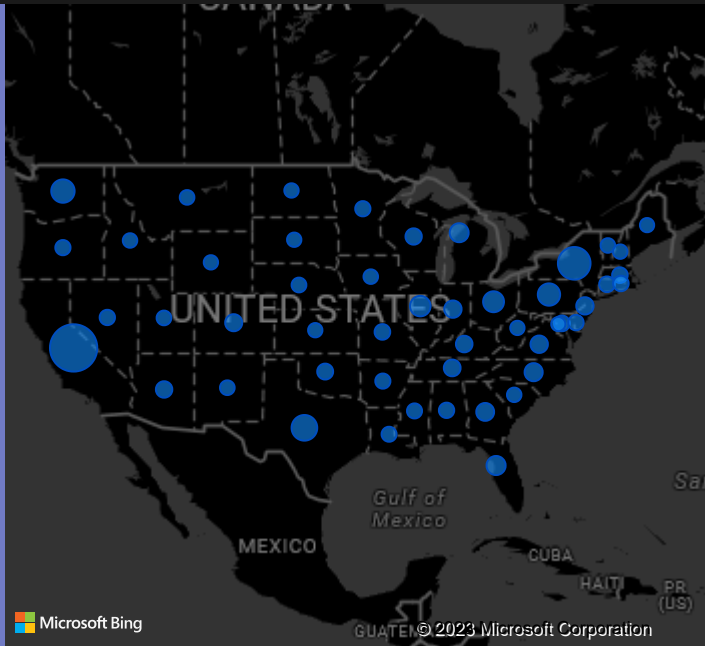 CANADA
UNITED STATES
Gulf of
Mexico
MEXICO
CUBA
HAITI
PR
(US)
Microsoft Bing
© 2023 Microsoft Corporation